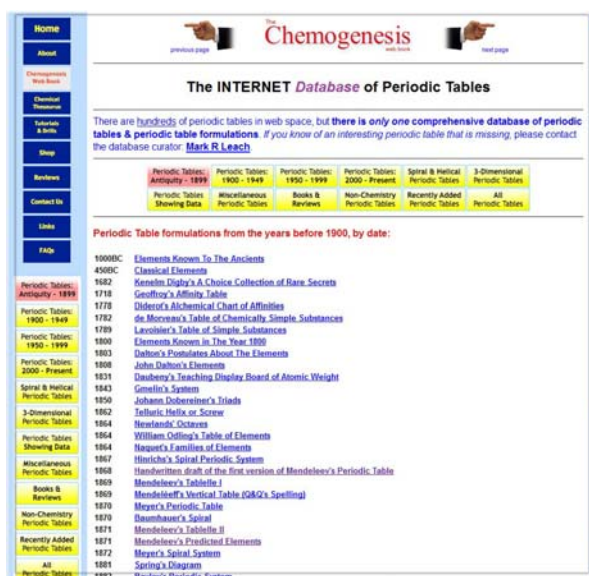 Home
About
Chemogenesis
Web Book
Chemical
Thesaurus
Tutorials
& Drills
Shop
Reviews
Contact Us
Links
FAQs
Periodic Tables:
Antiquity - 1899
Periodic Tables:
1900 - 1949
Periodic Tables:
1950 - 1999
Periodic Tables:
2000 - Present
Spiral & Helical
Periodic Tables
3-Dimensional
Periodic Tables
Periodic Tables
Showing Data
Miscellaneous
Periodic Tables
Books &
Reviews
Non-Chemistry
Periodic Tables
Recently Added
Periodic Tables
All
Periodic Tables
previous page
The
Chemogenesis
web book
next page
The INTERNET Database of Periodic Tables
There are hundreds of periodic tables in web space, but there is only one comprehensive database of periodic
tables & periodic table formulations. If you know of an interesting periodic table that is missing, please contact
the database curator: Mark R Leach.
Periodic Tables: Periodic Tables: Periodic Tables: Periodic Tables: Spiral & Helical 3-Dimensional
Antiquity - 1899 1900 - 1949 1950 - 1999 2000 - Present Periodic Tables Periodic Tables
Periodic Tables Miscellaneous Books & Non-Chemistry Recently Added All
Showing Data Periodic Tables Reviews Periodic Tables Periodic Tables Periodic Tables
Periodic Table formulations from the years before 1900, by date:
1000BC Elements Known To The Ancients
450BC Classical Elements
1682 Kenelm Digby's A Choice Collection of Rare Secrets
1718 Geoffroy's Affinity Table
1778 Diderot's Alchemical Chart of Affinities
1782 de Morveau's Table of Chemically Simple Substances
1789 Lavoisier's Table of Simple Substances
1800 Elements Known in The Year 1800
1803 Dalton's Postulates About The Elements
1808 John Dalton's Elements
1831 Daubeny's Teaching Display Board of Atomic Weight
1843 Gmelin's System
1850 Johann Dobereiner's Triads
1862 Telluric Helix or Screw
1864 Newlands' Octaves
1864 William Odling's Table of Elements
1864 Naquet's Families of Elements
1867 Hinrichs's Spiral Periodic System
1868 Handwritten draft of the first version of Mendeleev's Periodic Table
1869 Mendeleev's Tabelle I
1869 Mendeléeff's Vertical Table (Q&Q's Spelling)
1870 Meyer's Periodic Table
1870 Baumhauer's Spiral
1871 Mendeleev's Tabelle II
1871 Mendeleev's Predicted Elements
1872 Meyer's Spiral System
1881 Spring's Diagram